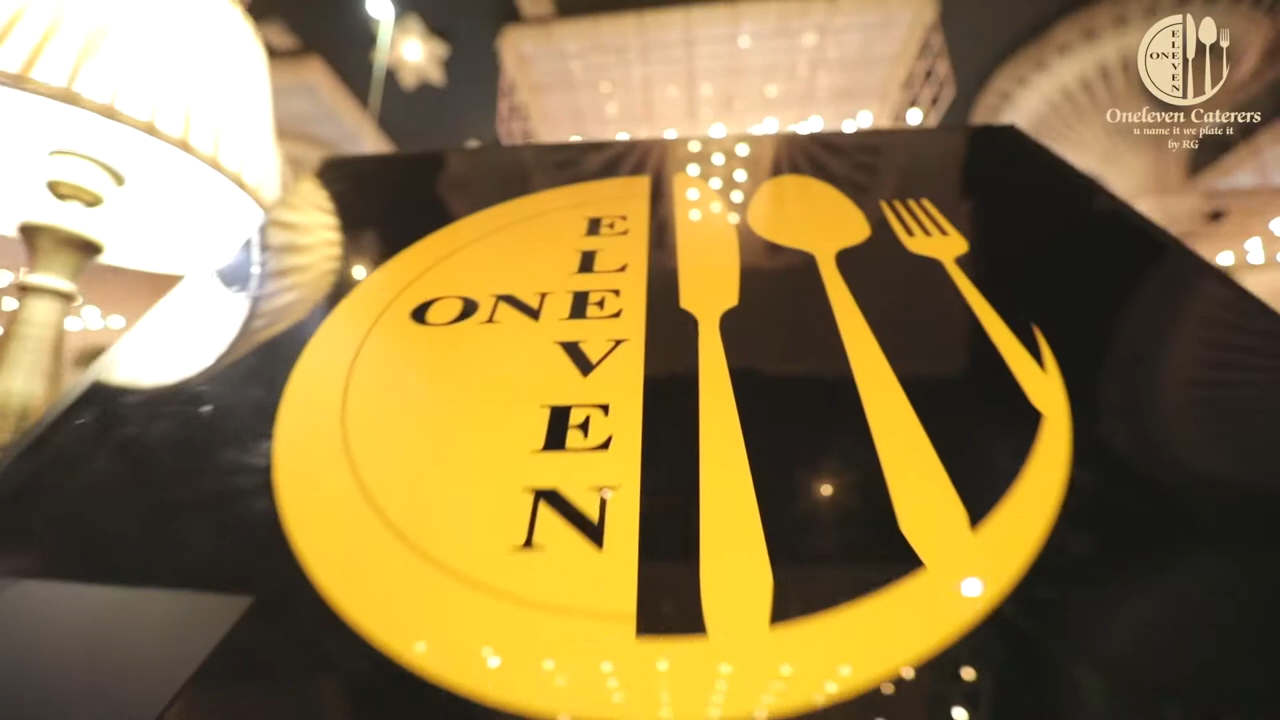 ONE
ELEVEN
ONE
ELEVEN
Oneleven Caterers
u name it we plate it
by RG